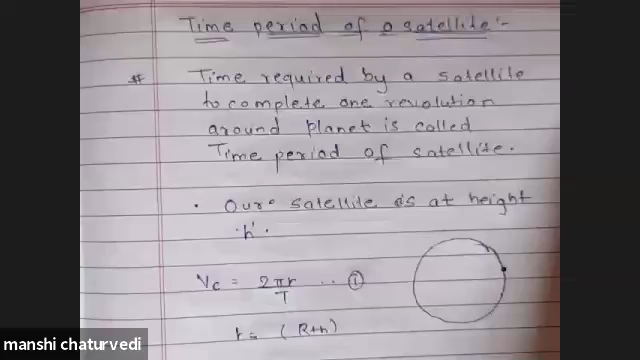 Time period of a satellite :-
# Time required by a satellite
to complete one revolution
around planet is called
Time period of satellite.
• Our satellite is at height
'h'.
Vc = 2πr/T ... ①
r = (R+h)
manshi chaturvedi